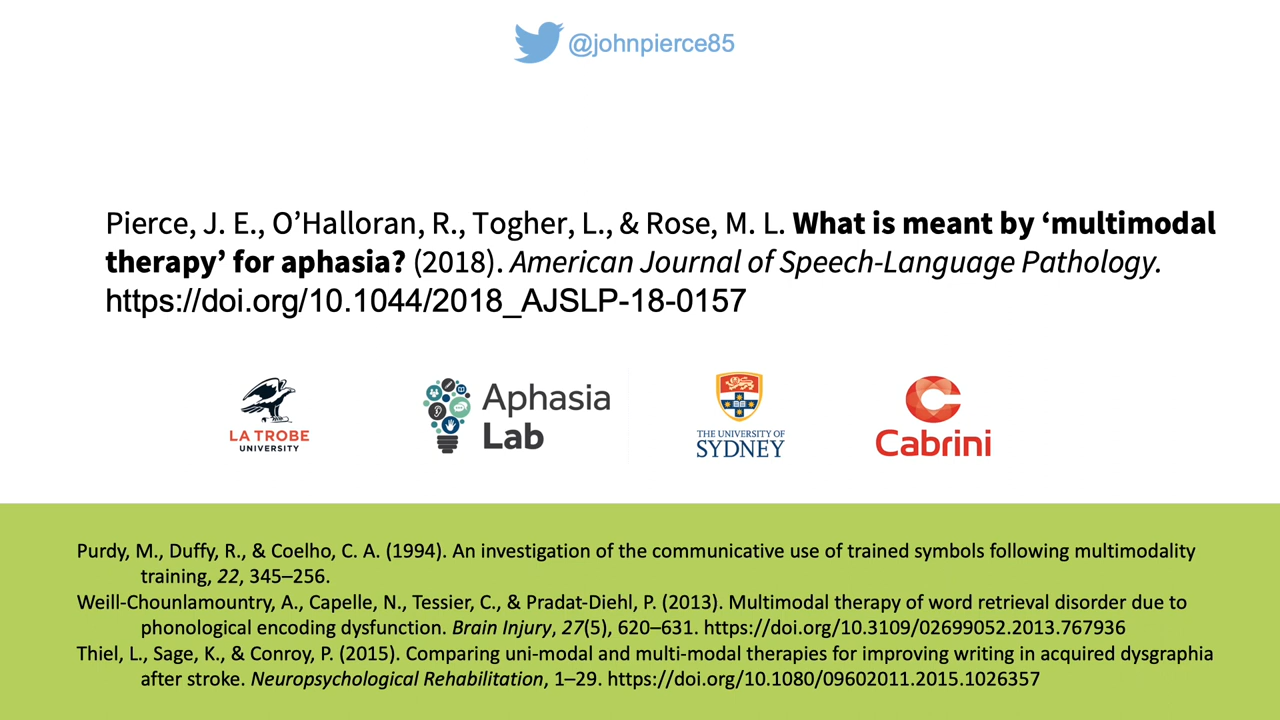 @johnpierce85
Pierce, J. E., O’Halloran, R., Togher, L., & Rose, M. L. What is meant by ‘multimodal
therapy’ for aphasia? (2018). American Journal of Speech-Language Pathology.
https://doi.org/10.1044/2018_AJSLP-18-0157
LA TROBE
UNIVERSITY
Aphasia
Lab
THE UNIVERSITY OF
SYDNEY
Cabrini
Purdy, M., Duffy, R., & Coelho, C. A. (1994). An investigation of the communicative use of trained symbols following multimodality
training, 22, 345–256.
Weill-Chounlamountry, A., Capelle, N., Tessier, C., & Pradat-Diehl, P. (2013). Multimodal therapy of word retrieval disorder due to
phonological encoding dysfunction. Brain Injury, 27(5), 620–631. https://doi.org/10.3109/02699052.2013.767936
Thiel, L., Sage, K., & Conroy, P. (2015). Comparing uni-modal and multi-modal therapies for improving writing in acquired dysgraphia
after stroke. Neuropsychological Rehabilitation, 1–29. https://doi.org/10.1080/09602011.2015.1026357